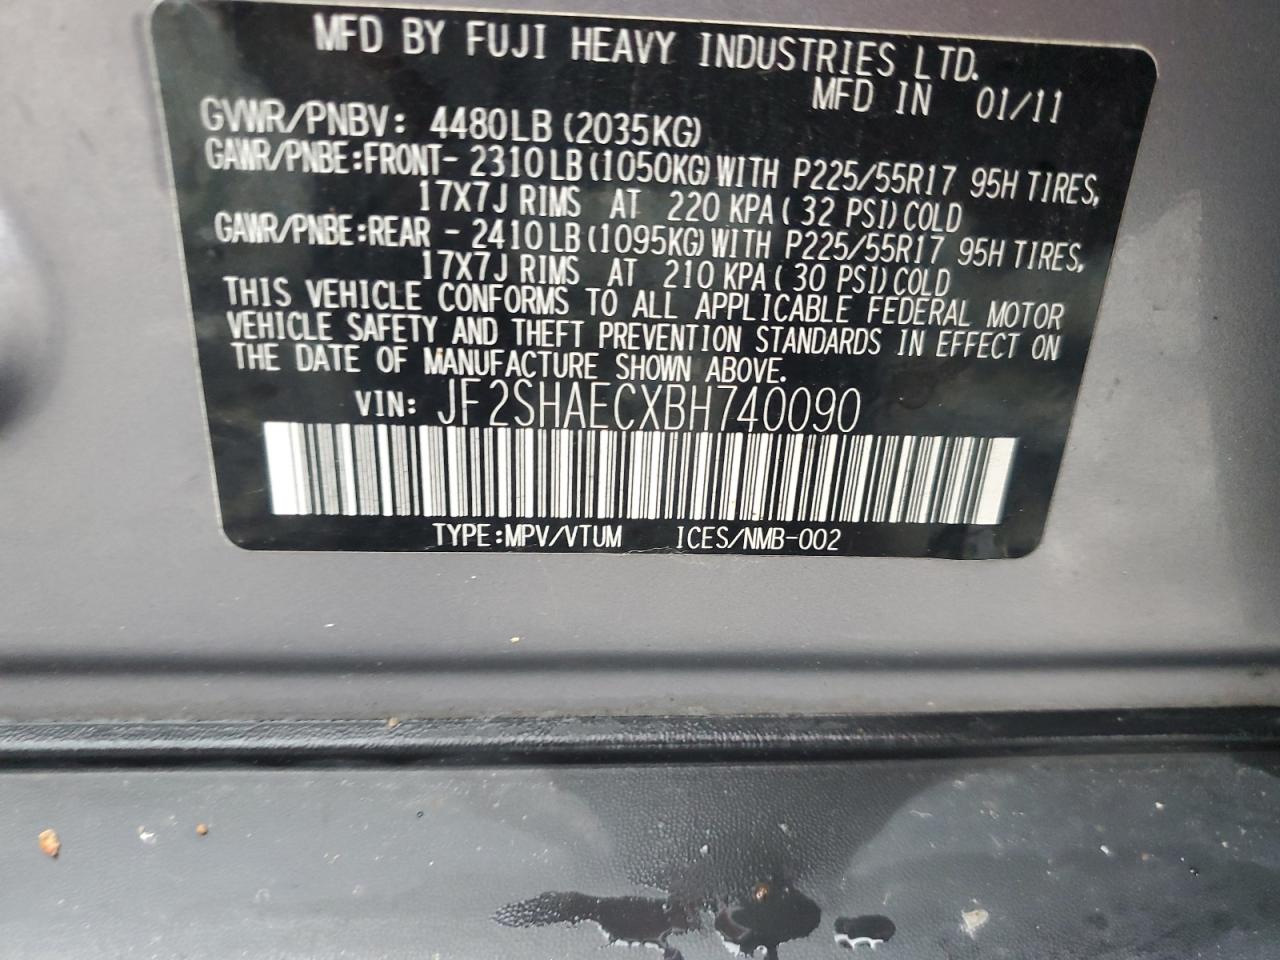 MFD BY FUJI HEAVY INDUSTRIES LTD.
MFD IN 01/11
GVWR/PNBV: 4480LB (2035KG)
GAWR/PNBE:FRONT- 2310LB (1050KG) WITH P225/55R17 95H TIRES,
17X7J RIMS AT 220 KPA ( 32 PSI) COLD
GAWR/PNBE:REAR - 2410LB (1095KG) WITH P225/55R17 95H TIRES,
17X7J RIMS AT 210 KPA ( 30 PSI) COLD
THIS VEHICLE CONFORMS TO ALL APPLICABLE FEDERAL MOTOR
VEHICLE SAFETY AND THEFT PREVENTION STANDARDS IN EFFECT ON
THE DATE OF MANUFACTURE SHOWN ABOVE.
VIN: JF2SHAECXBH740090
TYPE:MPV/VTUM ICES/NMB-002